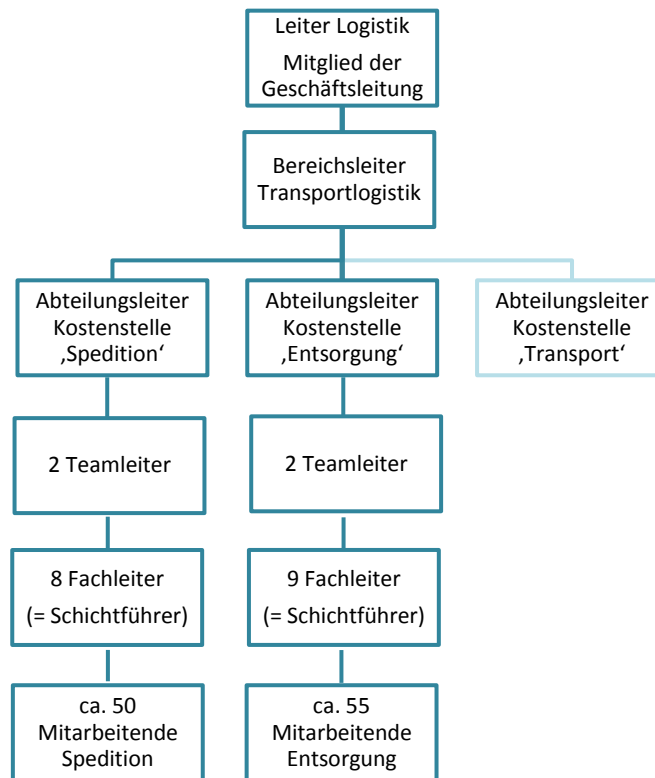 Leiter Logistik
Mitglied der
Geschäftsleitung
Bereichsleiter
Transportlogistik
Abteilungsleiter
Kostenstelle
‚Spedition‘
Abteilungsleiter
Kostenstelle
‚Entsorgung‘
Abteilungsleiter
Kostenstelle
‚Transport‘
2 Teamleiter
2 Teamleiter
8 Fachleiter
(= Schichtführer)
9 Fachleiter
(= Schichtführer)
ca. 50
Mitarbeitende
Spedition
ca. 55
Mitarbeitende
Entsorgung